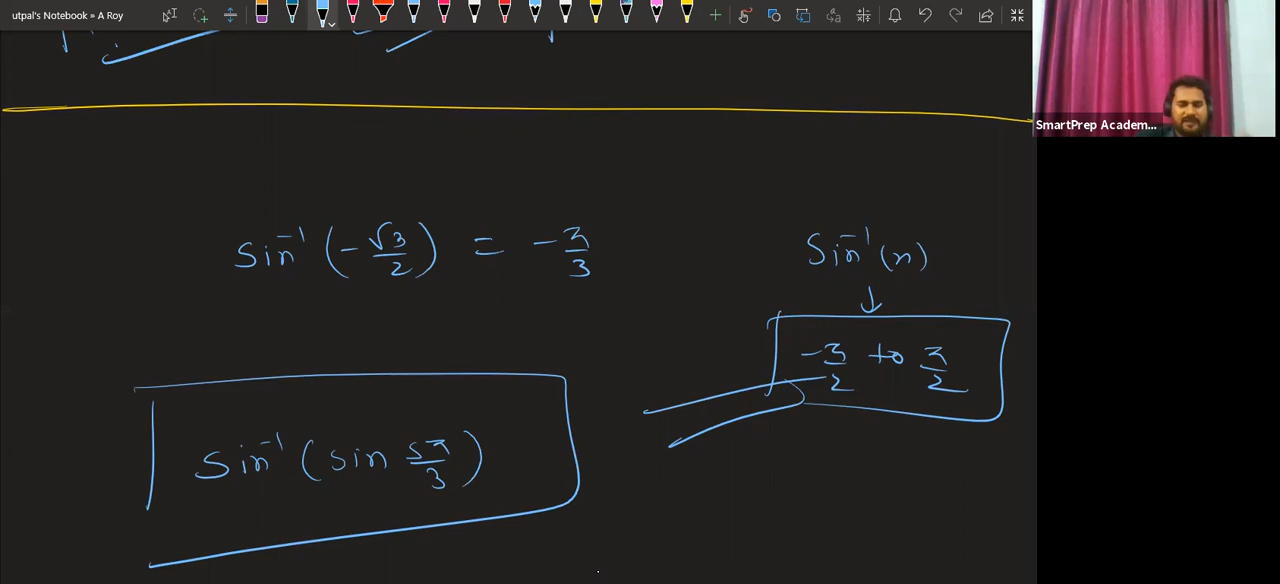 utpal's Notebook » A Roy
SmartPrep Academ...
Sin⁻¹ (-√3/2) = -π/3
Sin⁻¹ (n)
-π/2 to π/2
Sin⁻¹ (sin 5π/3)